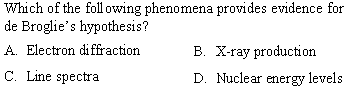 Which of the following phenomena provides evidence for
de Broglie's hypothesis?
A. Electron diffraction B. X-ray production
C. Line spectra D. Nuclear energy levels